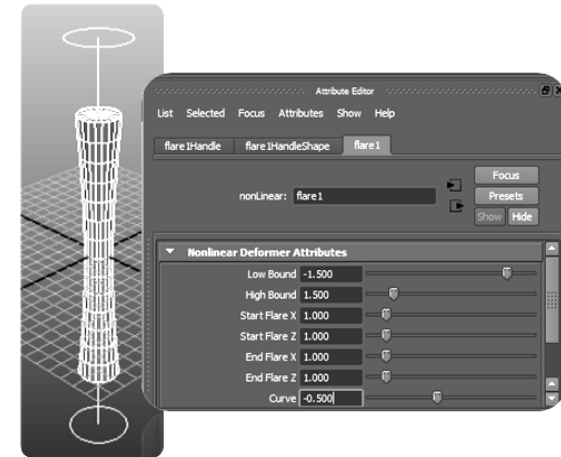 Attribute Editor
List Selected Focus Attributes Show Help
flare1Handle flare1HandleShape flare1
Focus
nonLinear: flare1 Presets
Show Hide
Nonlinear Deformer Attributes
Low Bound -1.500
High Bound 1.500
Start Flare X 1.000
Start Flare Z 1.000
End Flare X 1.000
End Flare Z 1.000
Curve -0.500